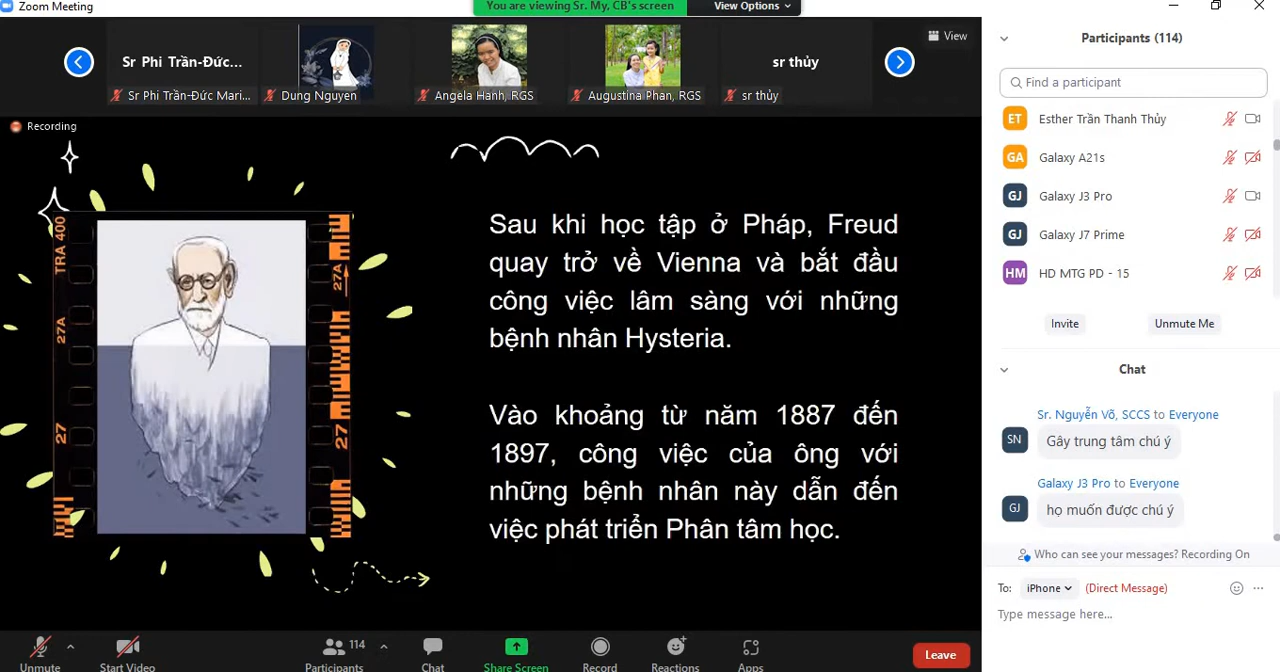 Zoom Meeting
You are viewing Sr. My, CB's screen
View Options
View
Sr Phi Trần-Đức...
sr thủy
Sr Phi Trần-Đức Mari...
Dung Nguyen
Angela Hanh, RGS
Augustina Phan, RGS
sr thủy
Recording
TRA 400
27A
27
27A
27
Sau khi học tập ở Pháp, Freud
quay trở về Vienna và bắt đầu
công việc lâm sàng với những
bệnh nhân Hysteria.
Vào khoảng từ năm 1887 đến
1897, công việc của ông với
những bệnh nhân này dẫn đến
việc phát triển Phân tâm học.
Unmute
Start Video
114
Participants
Chat
Share Screen
Record
Reactions
Apps
Leave
Participants (114)
Find a participant
ET Esther Trần Thanh Thủy
GA Galaxy A21s
GJ Galaxy J3 Pro
GJ Galaxy J7 Prime
HM HD MTG PD - 15
Invite
Unmute Me
Chat
Sr. Nguyễn Võ, SCCS to Everyone
SN Gây trung tâm chú ý
Galaxy J3 Pro to Everyone
GJ họ muốn được chú ý
Who can see your messages? Recording On
To: iPhone (Direct Message)
Type message here...